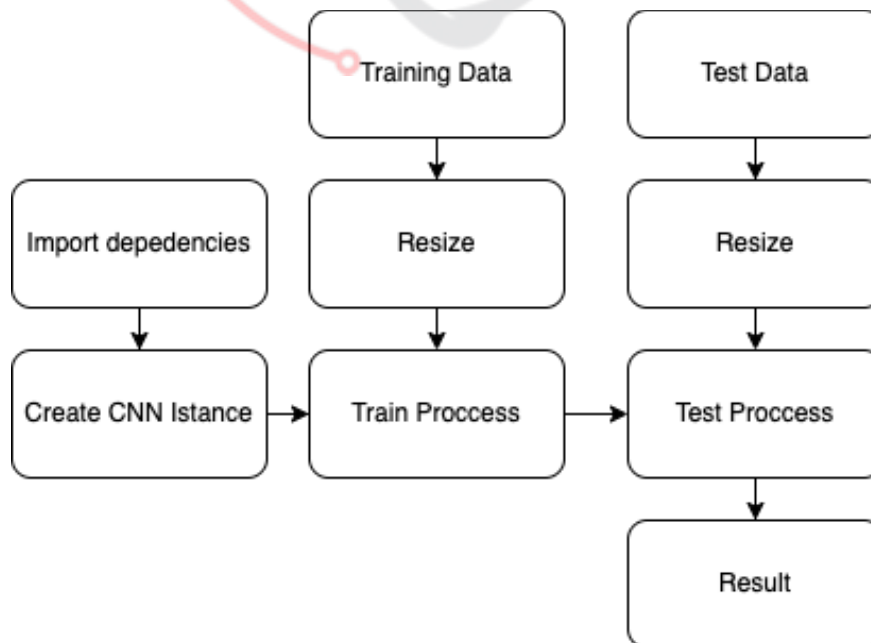 Training Data
Test Data
Import depedencies
Resize
Resize
Create CNN Istance
Train Proccess
Test Proccess
Result